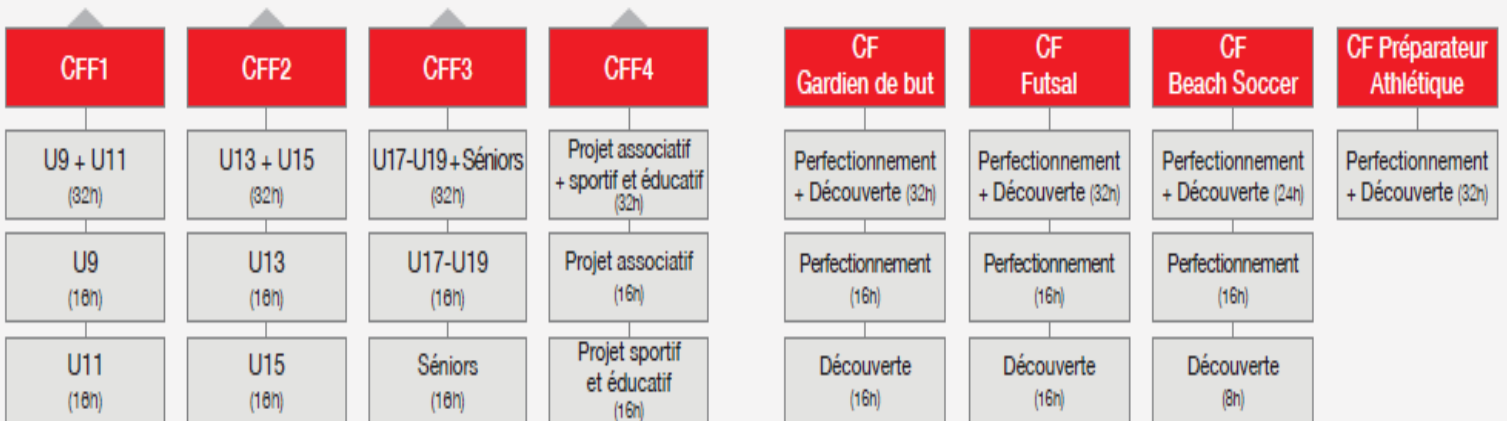 CFF1
CFF2
CFF3
CFF4
CF
Gardien de but
CF
Futsal
CF
Beach Soccer
CF Préparateur
Athlétique
U9 + U11
(32h)
U13 + U15
(32h)
U17-U19+Séniors
(32h)
Projet associatif
+ sportif et éducatif
(32h)
Perfectionnement
+ Découverte (32h)
Perfectionnement
+ Découverte (32h)
Perfectionnement
+ Découverte (24h)
Perfectionnement
+ Découverte (32h)
U9
(16h)
U13
(16h)
U17-U19
(16h)
Projet associatif
(16h)
Perfectionnement
(16h)
Perfectionnement
(16h)
Perfectionnement
(16h)
U11
(16h)
U15
(16h)
Séniors
(16h)
Projet sportif
et éducatif
(16h)
Découverte
(16h)
Découverte
(16h)
Découverte
(8h)